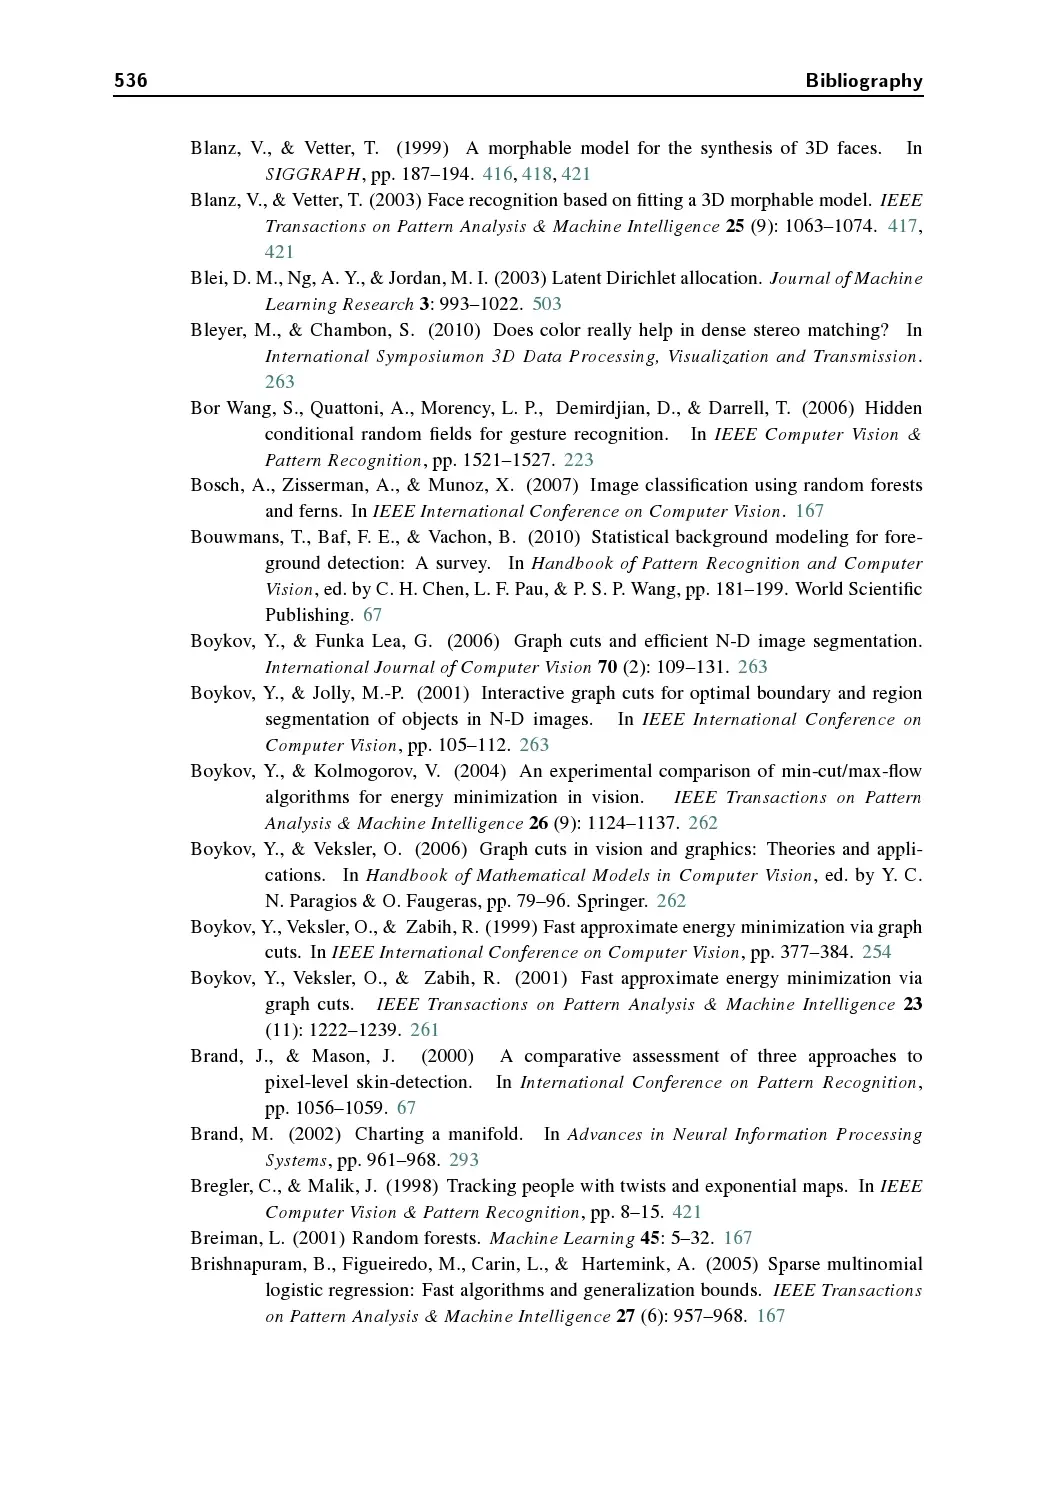 536 Bibliography
Blanz, V., & Vetter, T. (1999) A morphable model for the synthesis of 3D faces. In
SIGGRAPH, pp. 187–194. 416, 418, 421
Blanz, V., & Vetter, T. (2003) Face recognition based on fitting a 3D morphable model. IEEE
Transactions on Pattern Analysis & Machine Intelligence 25 (9): 1063–1074. 417,
421
Blei, D. M., Ng, A. Y., & Jordan, M. I. (2003) Latent Dirichlet allocation. Journal of Machine
Learning Research 3: 993–1022. 503
Bleyer, M., & Chambon, S. (2010) Does color really help in dense stereo matching? In
International Symposiumon 3D Data Processing, Visualization and Transmission.
263
Bor Wang, S., Quattoni, A., Morency, L. P., Demirdjian, D., & Darrell, T. (2006) Hidden
conditional random fields for gesture recognition. In IEEE Computer Vision &
Pattern Recognition, pp. 1521–1527. 223
Bosch, A., Zisserman, A., & Munoz, X. (2007) Image classification using random forests
and ferns. In IEEE International Conference on Computer Vision. 167
Bouwmans, T., Baf, F. E., & Vachon, B. (2010) Statistical background modeling for fore-
ground detection: A survey. In Handbook of Pattern Recognition and Computer
Vision, ed. by C. H. Chen, L. F. Pau, & P. S. P. Wang, pp. 181–199. World Scientific
Publishing. 67
Boykov, Y., & Funka Lea, G. (2006) Graph cuts and efficient N-D image segmentation.
International Journal of Computer Vision 70 (2): 109–131. 263
Boykov, Y., & Jolly, M.-P. (2001) Interactive graph cuts for optimal boundary and region
segmentation of objects in N-D images. In IEEE International Conference on
Computer Vision, pp. 105–112. 263
Boykov, Y., & Kolmogorov, V. (2004) An experimental comparison of min-cut/max-flow
algorithms for energy minimization in vision. IEEE Transactions on Pattern
Analysis & Machine Intelligence 26 (9): 1124–1137. 262
Boykov, Y., & Veksler, O. (2006) Graph cuts in vision and graphics: Theories and appli-
cations. In Handbook of Mathematical Models in Computer Vision, ed. by Y. C.
N. Paragios & O. Faugeras, pp. 79–96. Springer. 262
Boykov, Y., Veksler, O., & Zabih, R. (1999) Fast approximate energy minimization via graph
cuts. In IEEE International Conference on Computer Vision, pp. 377–384. 254
Boykov, Y., Veksler, O., & Zabih, R. (2001) Fast approximate energy minimization via
graph cuts. IEEE Transactions on Pattern Analysis & Machine Intelligence 23
(11): 1222–1239. 261
Brand, J., & Mason, J. (2000) A comparative assessment of three approaches to
pixel-level skin-detection. In International Conference on Pattern Recognition,
pp. 1056–1059. 67
Brand, M. (2002) Charting a manifold. In Advances in Neural Information Processing
Systems, pp. 961–968. 293
Bregler, C., & Malik, J. (1998) Tracking people with twists and exponential maps. In IEEE
Computer Vision & Pattern Recognition, pp. 8–15. 421
Breiman, L. (2001) Random forests. Machine Learning 45: 5–32. 167
Brishnapuram, B., Figueiredo, M., Carin, L., & Hartemink, A. (2005) Sparse multinomial
logistic regression: Fast algorithms and generalization bounds. IEEE Transactions
on Pattern Analysis & Machine Intelligence 27 (6): 957–968. 167